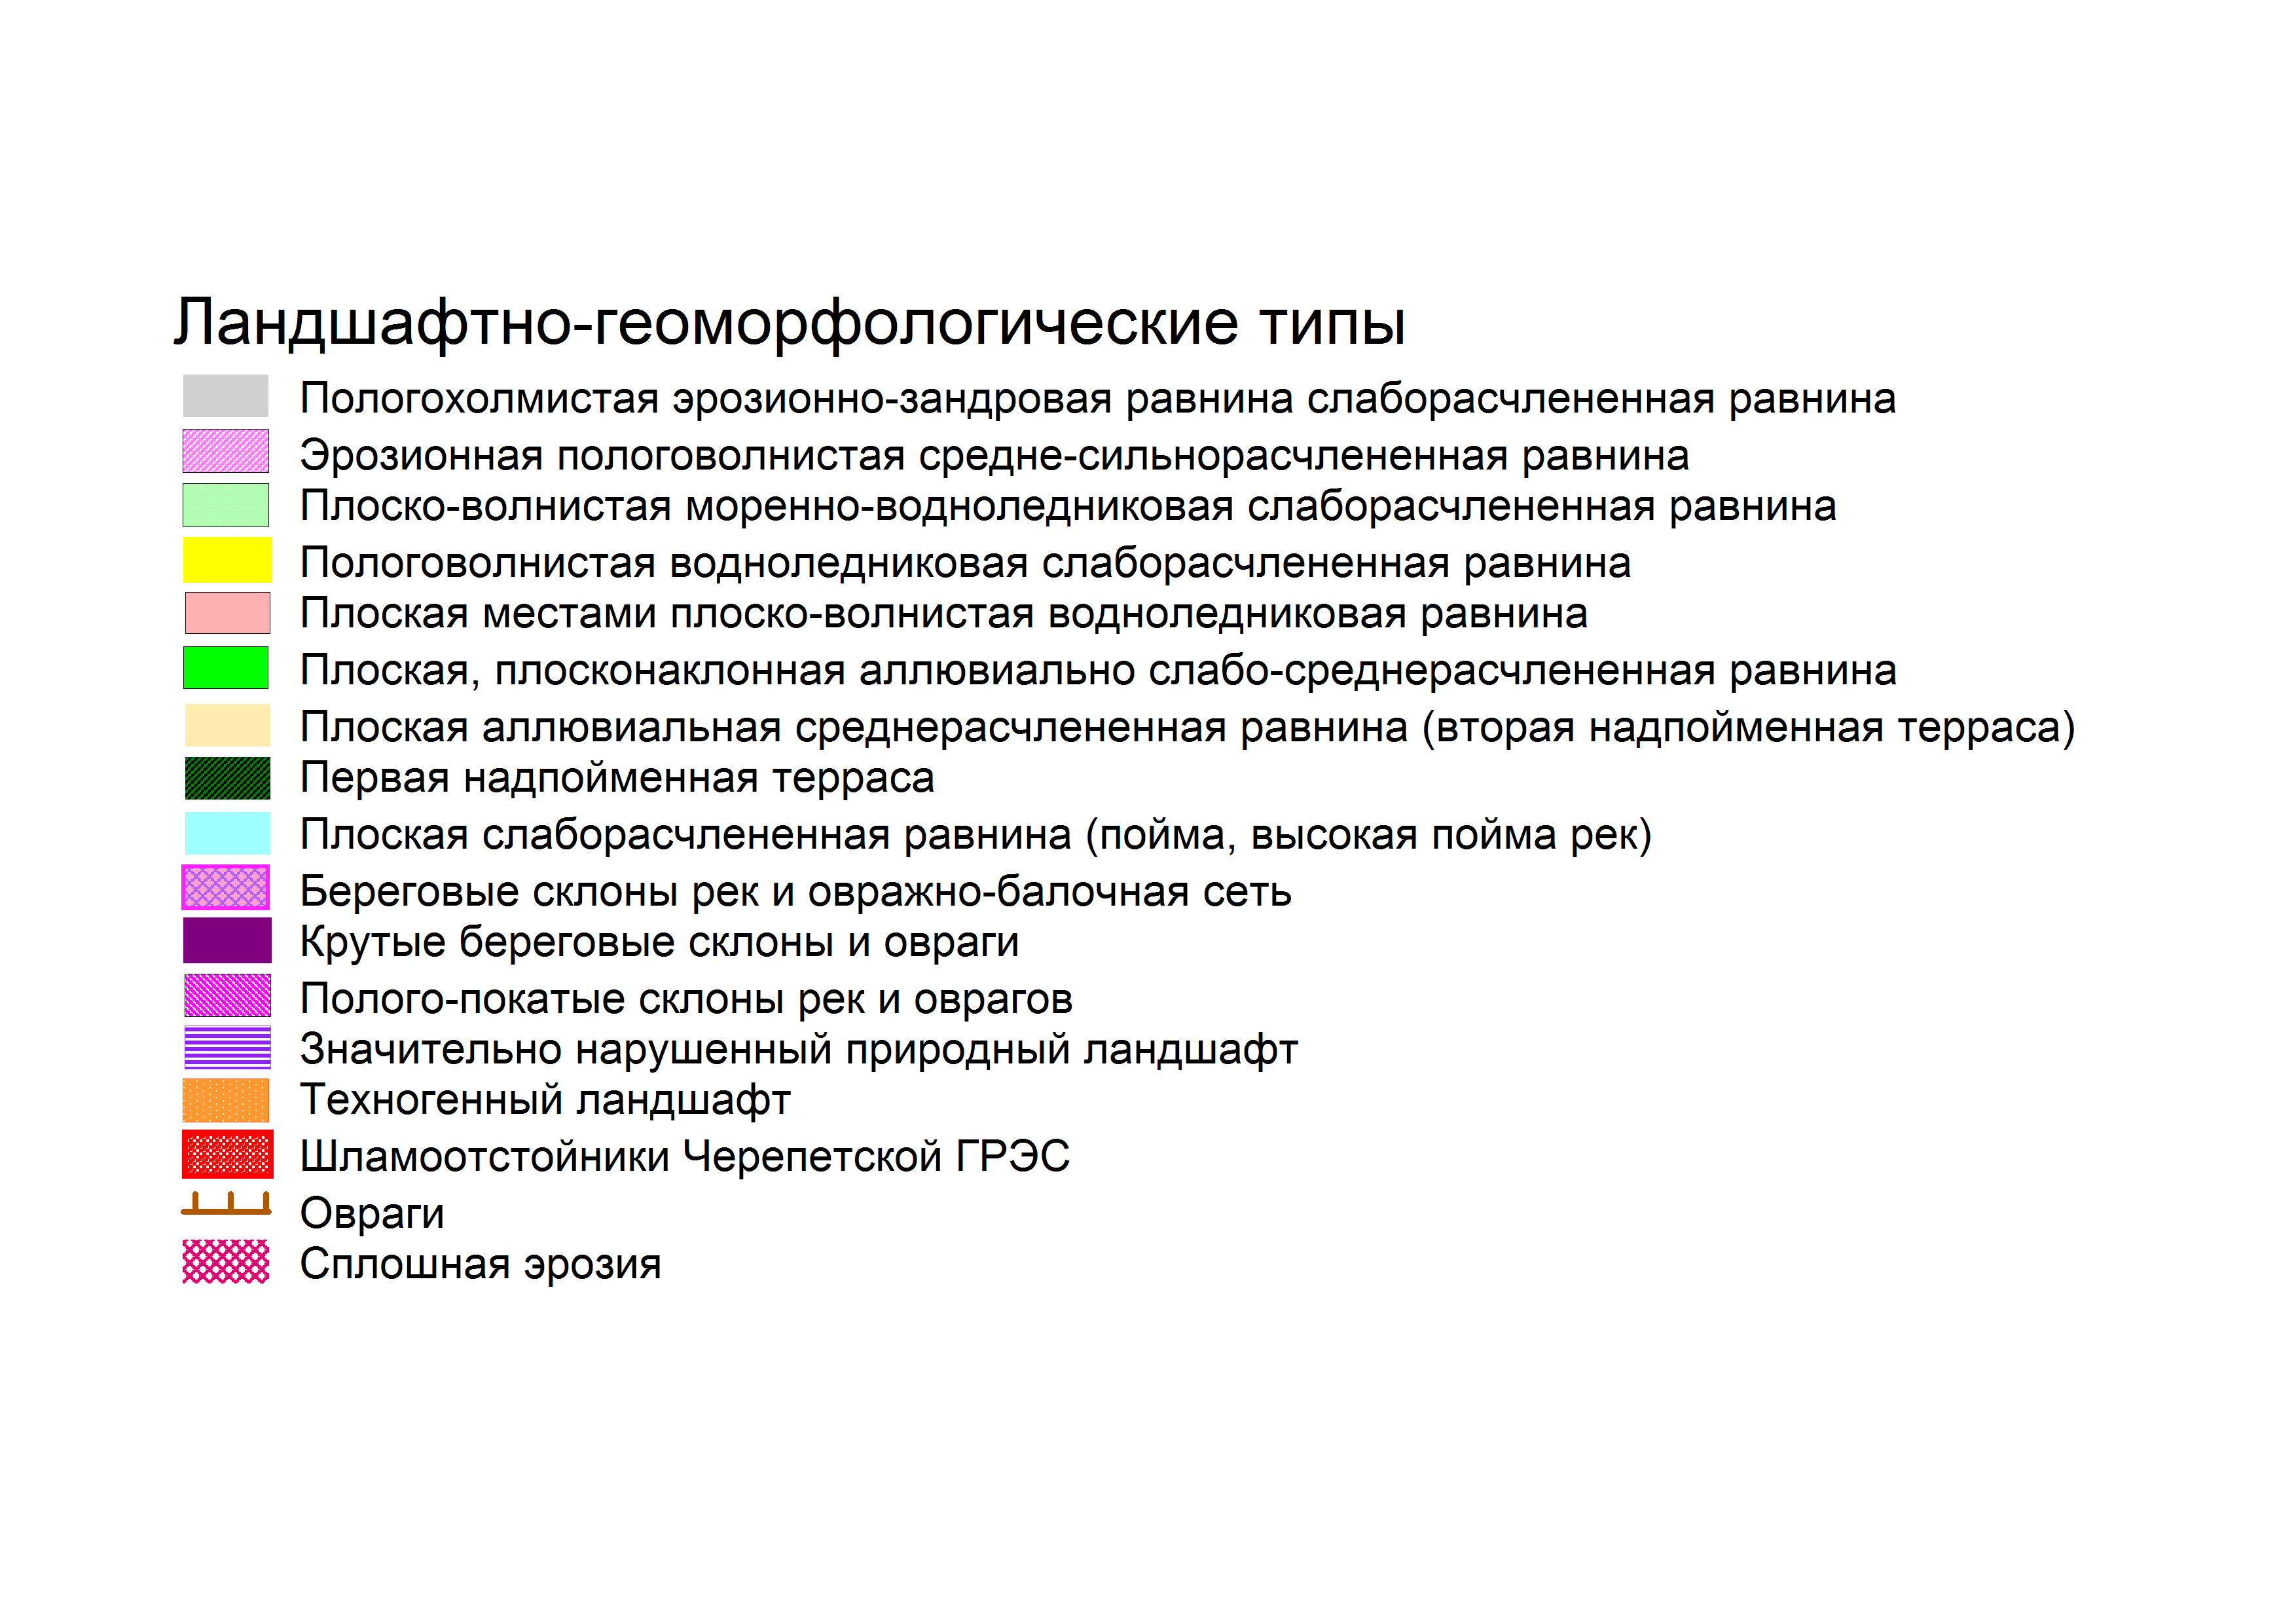 Ландшафтно-геоморфологические типы
Пологохолмистая эрозионно-зандровая равнина слаборасчлененная равнина
Эрозионная пологоволнистая средне-сильнорасчлененная равнина
Плоско-волнистая моренно-водноледниковая слаборасчлененная равнина
Пологоволнистая водноледниковая слаборасчлененная равнина
Плоская местами плоско-волнистая водноледниковая равнина
Плоская, плосконаклонная аллювиально слабо-среднерасчлененная равнина
Плоская аллювиальная среднерасчлененная равнина (вторая надпойменная терраса)
Первая надпойменная терраса
Плоская слаборасчлененная равнина (пойма, высокая пойма рек)
Береговые склоны рек и овражно-балочная сеть
Крутые береговые склоны и овраги
Полого-покатые склоны рек и оврагов
Значительно нарушенный природный ландшафт
Техногенный ландшафт
Шламоотстойники Черепетской ГРЭС
Овраги
Сплошная эрозия